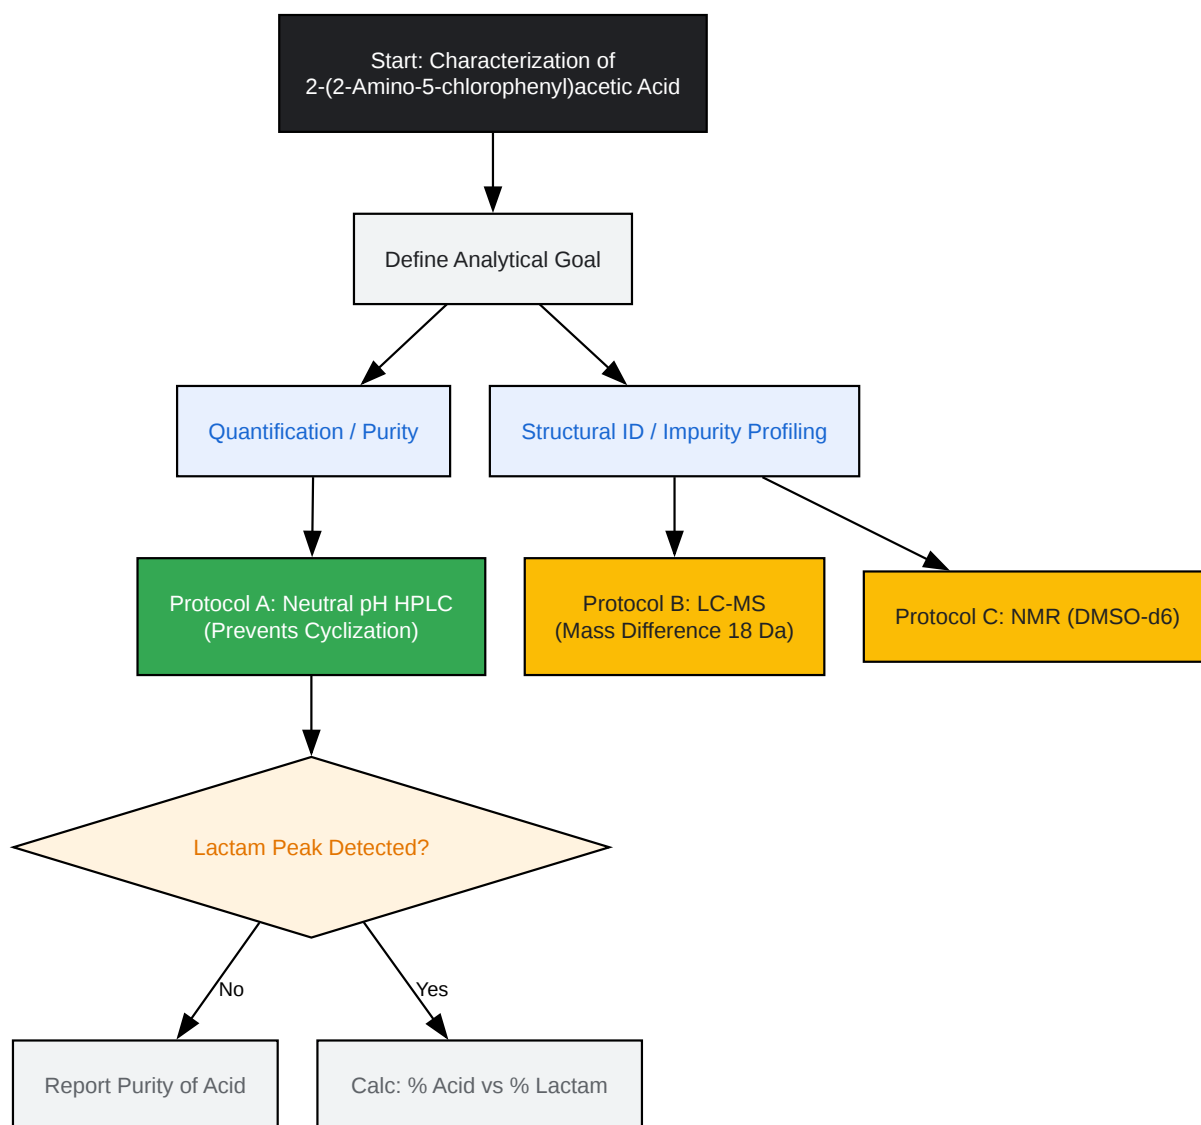 Start: Characterization of
2-(2-Amino-5-chlorophenyl)acetic Acid
Define Analytical Goal
Quantification / Purity
Structural ID / Impurity Profiling
Protocol A: Neutral pH HPLC
(Prevents Cyclization)
Protocol B: LC-MS
(Mass Difference 18 Da)
Protocol C: NMR (DMSO-d6)
Lactam Peak Detected?
No
Yes
Report Purity of Acid
Calc: % Acid vs % Lactam